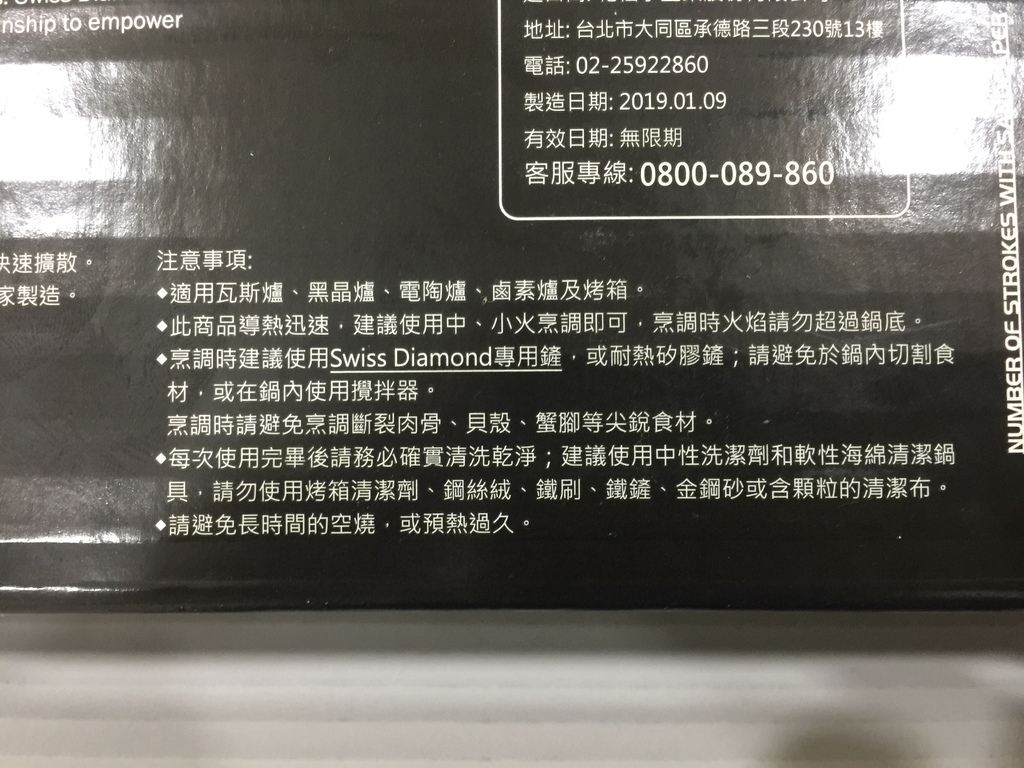 nship to empower
地址: 台北市大同區承德路三段230號13樓
電話: 02-25922860
製造日期: 2019.01.09
有效日期: 無限期
客服專線: 0800-089-860
快速擴散。
家製造。
注意事項:
◆適用瓦斯爐、黑晶爐、電陶爐、鹵素爐及烤箱。
◆此商品導熱迅速，建議使用中、小火烹調即可，烹調時火焰請勿超過鍋底。
◆烹調時建議使用Swiss Diamond專用鏟，或耐熱矽膠鏟；請避免於鍋內切割食
材，或在鍋內使用攪拌器。
烹調時請避免烹調斷裂肉骨、貝殼、蟹腳等尖銳食材。
◆每次使用完畢後請務必確實清洗乾淨；建議使用中性洗潔劑和軟性海綿清潔鍋
具，請勿使用烤箱清潔劑、鋼絲絨、鐵刷、鐵鏟、金鋼砂或含顆粒的清潔布。
◆請避免長時間的空燒，或預熱過久。
NUMBER OF STROKES WITH SANDPAPER